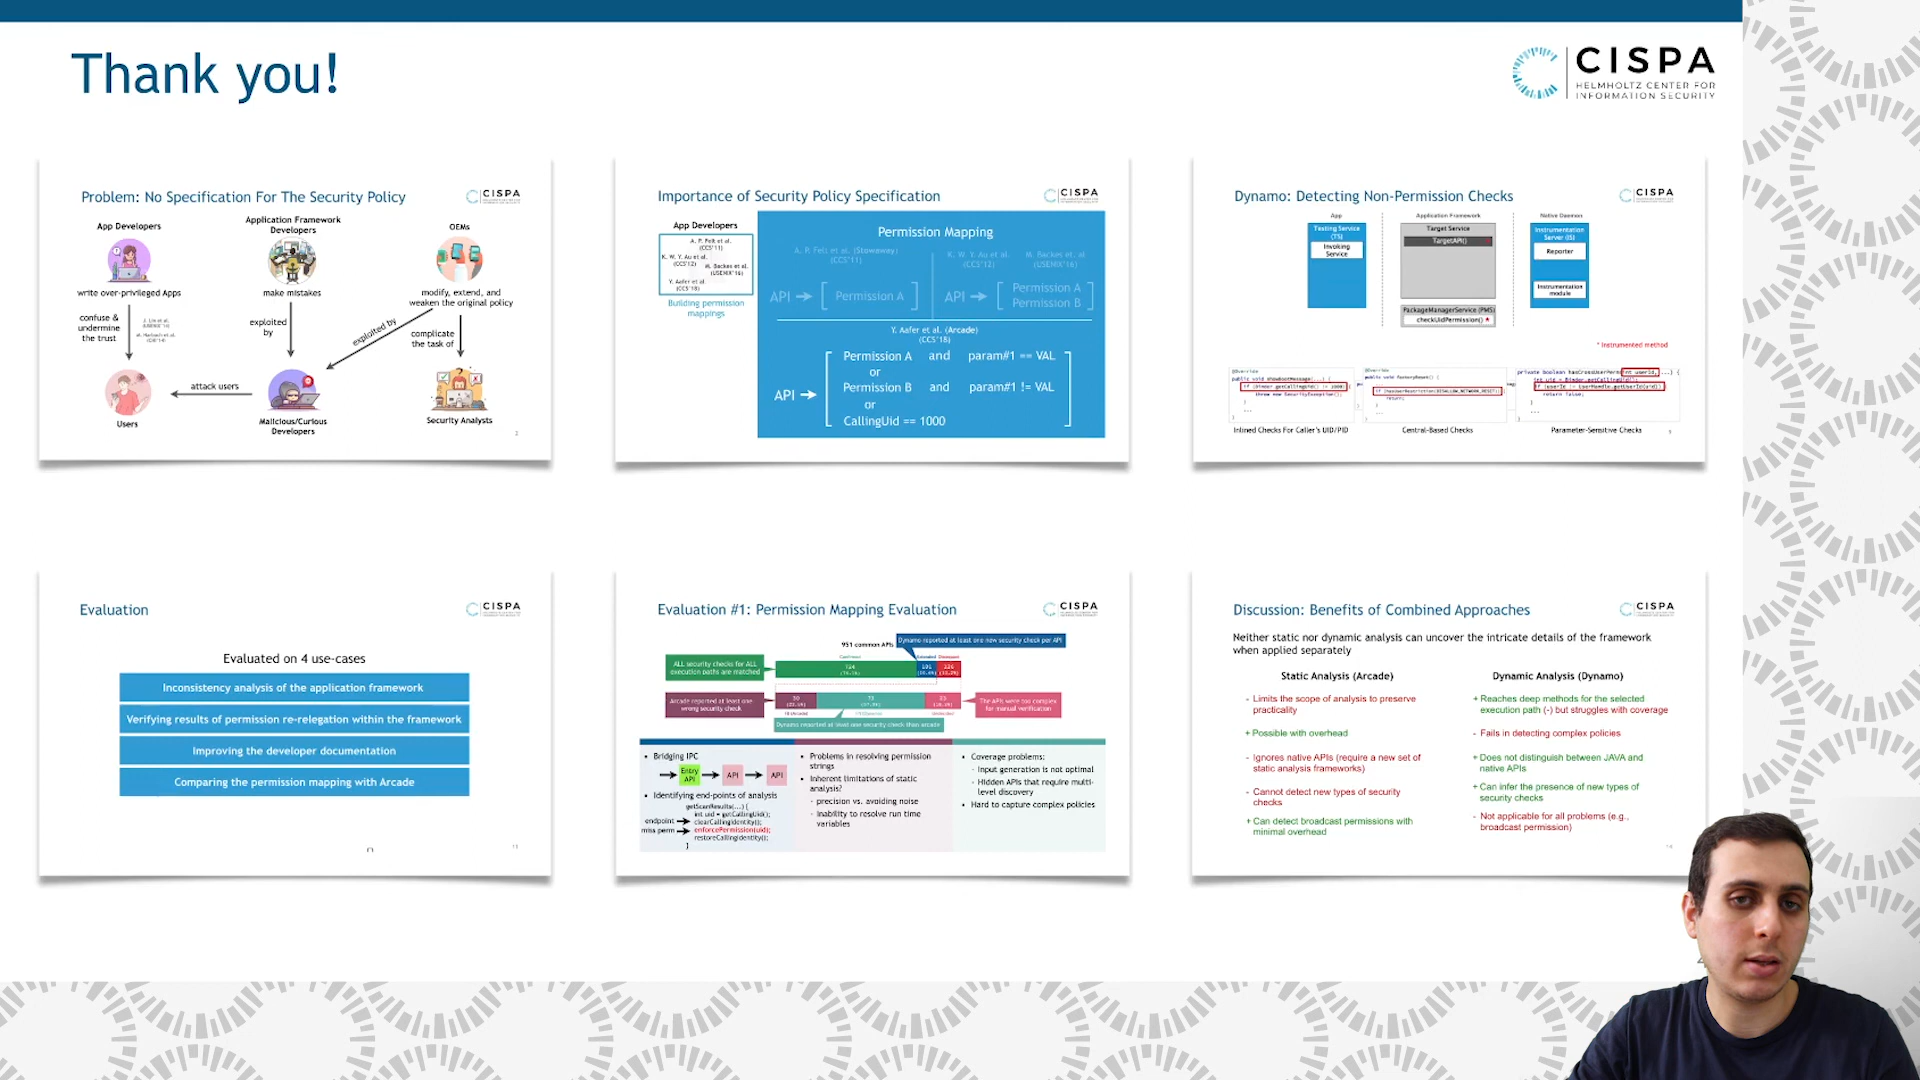 Thank you!
CISPA
HELMHOLTZ CENTER FOR
INFORMATION SECURITY
Problem: No Specification For The Security Policy
CISPA
App Developers
Application Framework
Developers
OEMs
write over-privileged Apps
make mistakes
modify, extend, and
weaken the original policy
confuse &
undermine
the trust
exploited
by
exploited by
complicate
the task of
attack users
Users
Malicious/Curious
Developers
Security Analysts
Importance of Security Policy Specification
CISPA
App Developers
A. P. Felt et al.
(CCS'11)
K. W. Y. Au et al.
(CCS'12)
M. Backes et al.
(USENIX'16)
Y. Aafer et al.
(CCS'18)
Building permission
mappings
Permission Mapping
A. P. Felt et al. (Stowaway)
(CCS'11)
K. W. Y. Au et al.
(CCS'12)
M. Backes et. al
(USENIX'16)
API
Permission A
API
Permission A
Permission B
Y. Aafer et al. (Arcade)
(CCS'18)
API
Permission A and param#1 == VAL
or
Permission B and param#1 != VAL
or
CallingUid == 1000
Dynamo: Detecting Non-Permission Checks
CISPA
App
Application Framework
Native Daemon
Testing Service
(TS)
Invoking
Service
Target Service
TargetAPI()
Instrumentation
Server (IS)
Reporter
Instrumentation
module
PackageManagerService (PMS)
checkUidPermission() *
* Instrumented method
Inlined Checks For Caller's UID/PID
Central-Based Checks
Parameter-Sensitive Checks
Evaluation
CISPA
Evaluated on 4 use-cases
Inconsistency analysis of the application framework
Verifying results of permission re-relegation within the framework
Improving the developer documentation
Comparing the permission mapping with Arcade
Evaluation #1: Permission Mapping Evaluation
CISPA
951 common APIs
Dynamo reported at least one new security check per API
ALL security checks for ALL
execution paths are matched
724
Arcade reported at least one
wrong security check
The APIs were too complex
for manual verification
Dynamo reported at least one security check than arcade
• Bridging IPC
Entry
API
API
API
• Identifying end-points of analysis
getScanResults(...) {
int uid = getCallingUid();
endpoint
clearCallingIdentity();
miss perm
enforcePermission(uid);
restoreCallingIdentity();
}
• Problems in resolving permission
strings
• Inherent limitations of static
analysis?
- precision vs. avoiding noise
- Inability to resolve run time
variables
• Coverage problems:
- Input generation is not optimal
- Hidden APIs that require multi-
level discovery
• Hard to capture complex policies
Discussion: Benefits of Combined Approaches
CISPA
Neither static nor dynamic analysis can uncover the intricate details of the framework
when applied separately
Static Analysis (Arcade)
- Limits the scope of analysis to preserve
practicality
+ Possible with overhead
- Ignores native APIs (require a new set of
static analysis frameworks)
- Cannot detect new types of security
checks
+ Can detect broadcast permissions with
minimal overhead
Dynamic Analysis (Dynamo)
+ Reaches deep methods for the selected
execution path (-) but struggles with coverage
- Fails in detecting complex policies
+ Does not distinguish between JAVA and
native APIs
+ Can infer the presence of new types of
security checks
- Not applicable for all problems (e.g.,
broadcast permission)